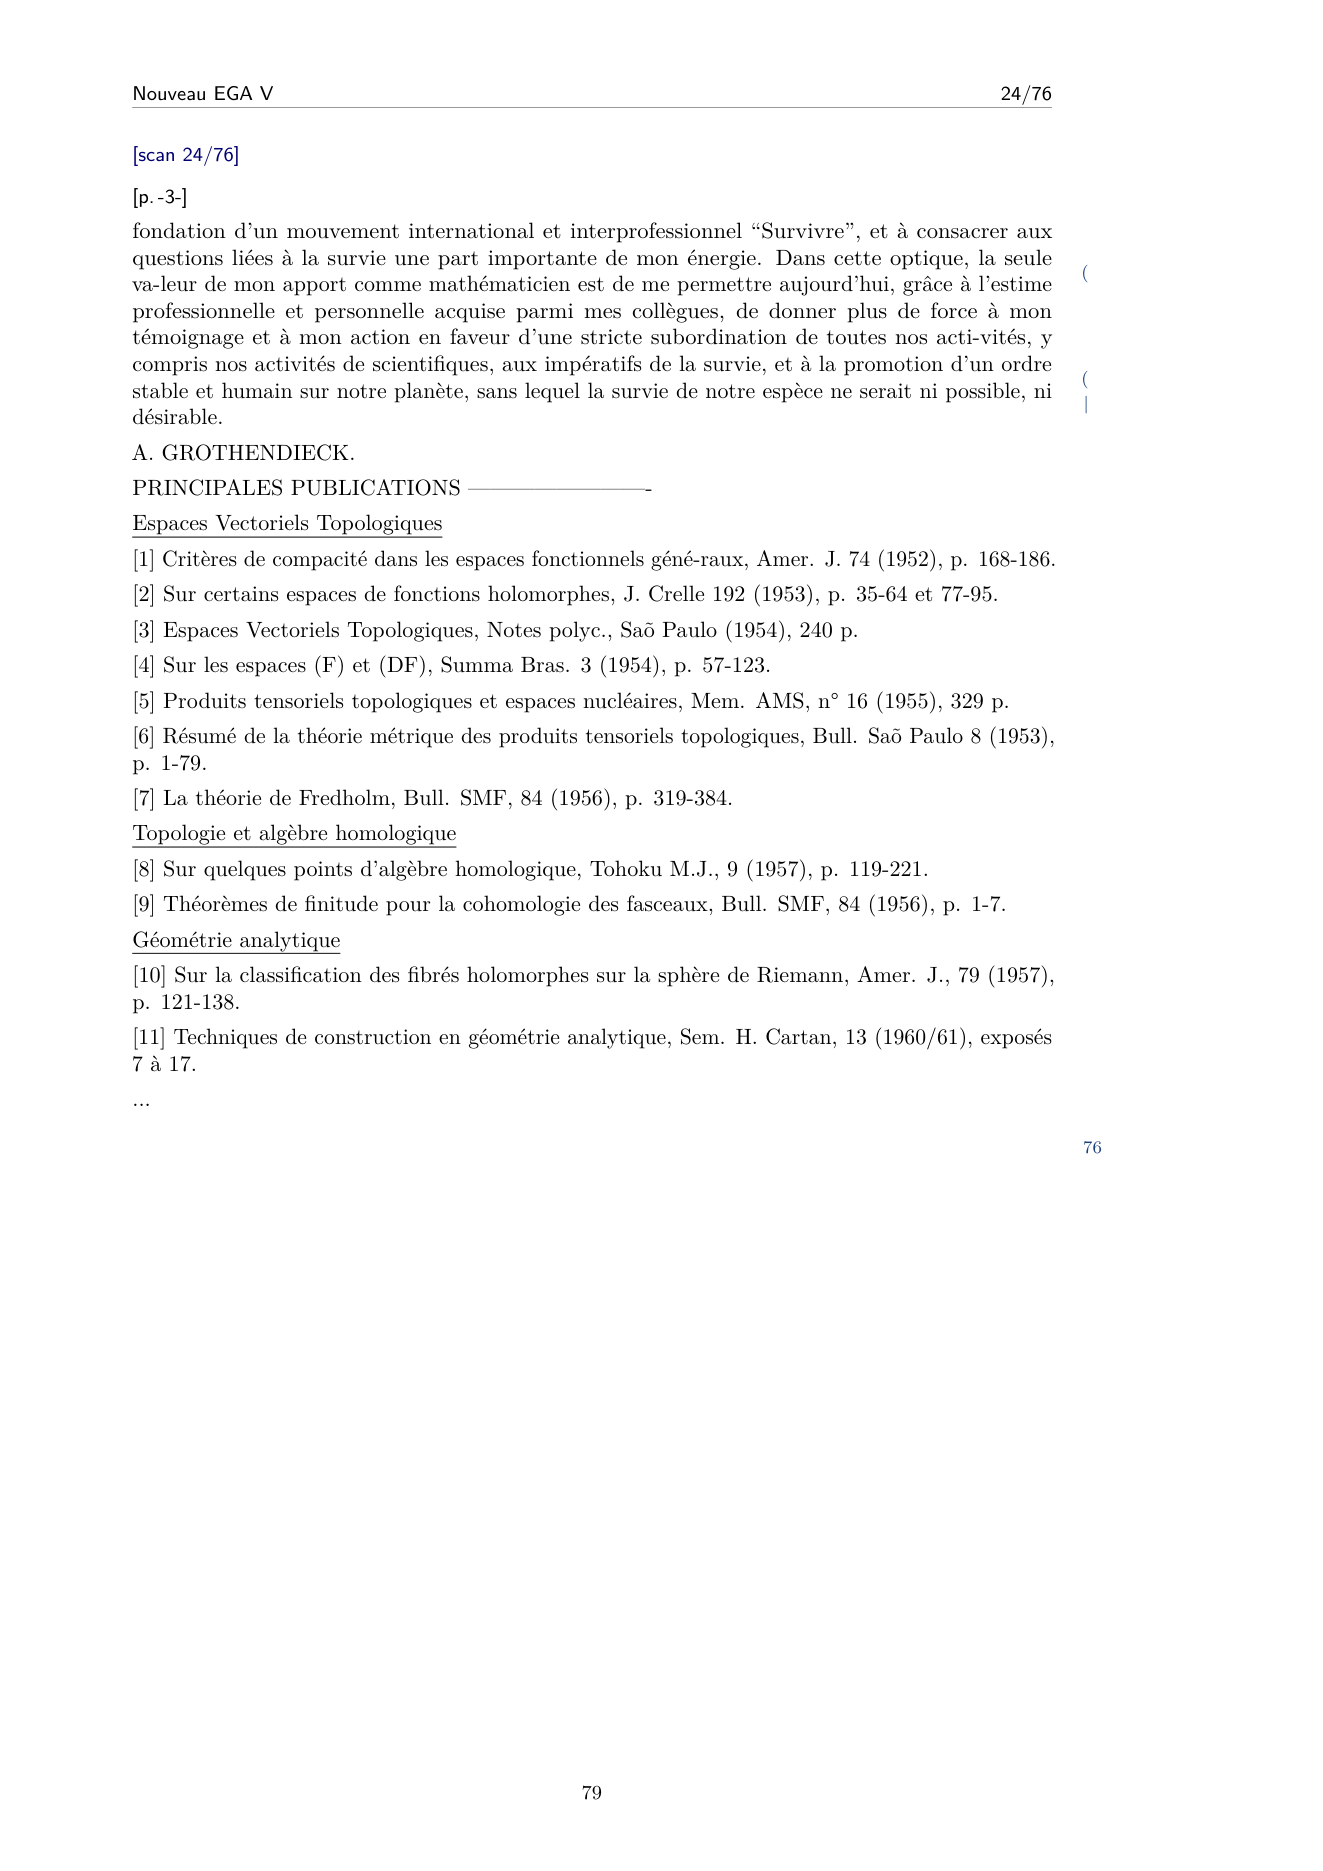 Nouveau EGA V 24/76
[scan 24/76]
[p. -3-]
fondation d'un mouvement international et interprofessionnel “Survivre”, et à consacrer aux
questions liées à la survie une part importante de mon énergie. Dans cette optique, la seule
(
va-leur de mon apport comme mathématicien est de me permettre aujourd'hui, grâce à l'estime
professionnelle et personnelle acquise parmi mes collègues, de donner plus de force à mon
témoignage et à mon action en faveur d'une stricte subordination de toutes nos acti-vités, y
compris nos activités de scientifiques, aux impératifs de la survie, et à la promotion d'un ordre
(
stable et humain sur notre planète, sans lequel la survie de notre espèce ne serait ni possible, ni
|
désirable.
A. GROTHENDIECK.
PRINCIPALES PUBLICATIONS ————————-
Espaces Vectoriels Topologiques
[1] Critères de compacité dans les espaces fonctionnels géné-raux, Amer. J. 74 (1952), p. 168-186.
[2] Sur certains espaces de fonctions holomorphes, J. Crelle 192 (1953), p. 35-64 et 77-95.
[3] Espaces Vectoriels Topologiques, Notes polyc., Saõ Paulo (1954), 240 p.
[4] Sur les espaces (F) et (DF), Summa Bras. 3 (1954), p. 57-123.
[5] Produits tensoriels topologiques et espaces nucléaires, Mem. AMS, n° 16 (1955), 329 p.
[6] Résumé de la théorie métrique des produits tensoriels topologiques, Bull. Saõ Paulo 8 (1953),
p. 1-79.
[7] La théorie de Fredholm, Bull. SMF, 84 (1956), p. 319-384.
Topologie et algèbre homologique
[8] Sur quelques points d'algèbre homologique, Tohoku M.J., 9 (1957), p. 119-221.
[9] Théorèmes de finitude pour la cohomologie des fasceaux, Bull. SMF, 84 (1956), p. 1-7.
Géométrie analytique
[10] Sur la classification des fibrés holomorphes sur la sphère de Riemann, Amer. J., 79 (1957),
p. 121-138.
[11] Techniques de construction en géométrie analytique, Sem. H. Cartan, 13 (1960/61), exposés
7 à 17.
...
76
79